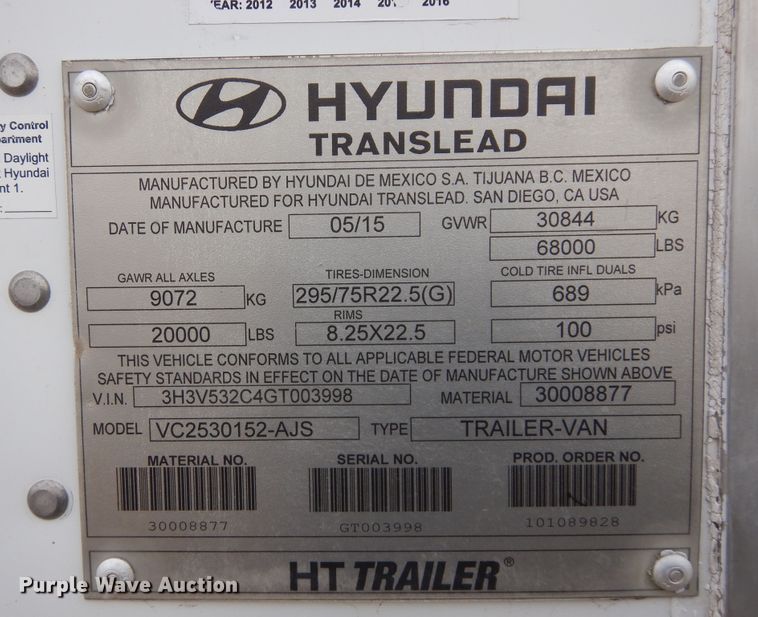 YEAR: 2012 2013 2014 2016
HYUNDAI
TRANSLEAD
y Control
partment
Daylight
Hyundai
nt 1.
MANUFACTURED BY HYUNDAI DE MEXICO S.A. TIJUANA B.C. MEXICO
MANUFACTURED FOR HYUNDAI TRANSLEAD. SAN DIEGO, CA USA
DATE OF MANUFACTURE 05/15 GVWR 30844 KG
68000 LBS
GAWR ALL AXLES TIRES-DIMENSION COLD TIRE INFL DUALS
9072 KG 295/75R22.5(G) 689 kPa
RIMS
20000 LBS 8.25X22.5 100 psi
THIS VEHICLE CONFORMS TO ALL APPLICABLE FEDERAL MOTOR VEHICLES
SAFETY STANDARDS IN EFFECT ON THE DATE OF MANUFACTURE SHOWN ABOVE
V.I.N. 3H3V532C4GT003998 MATERIAL 30008877
MODEL VC2530152-AJS TYPE TRAILER-VAN
MATERIAL NO. SERIAL NO. PROD. ORDER NO.
30008877 GT003998 101089828
HT TRAILER®
Purple Wave Auction